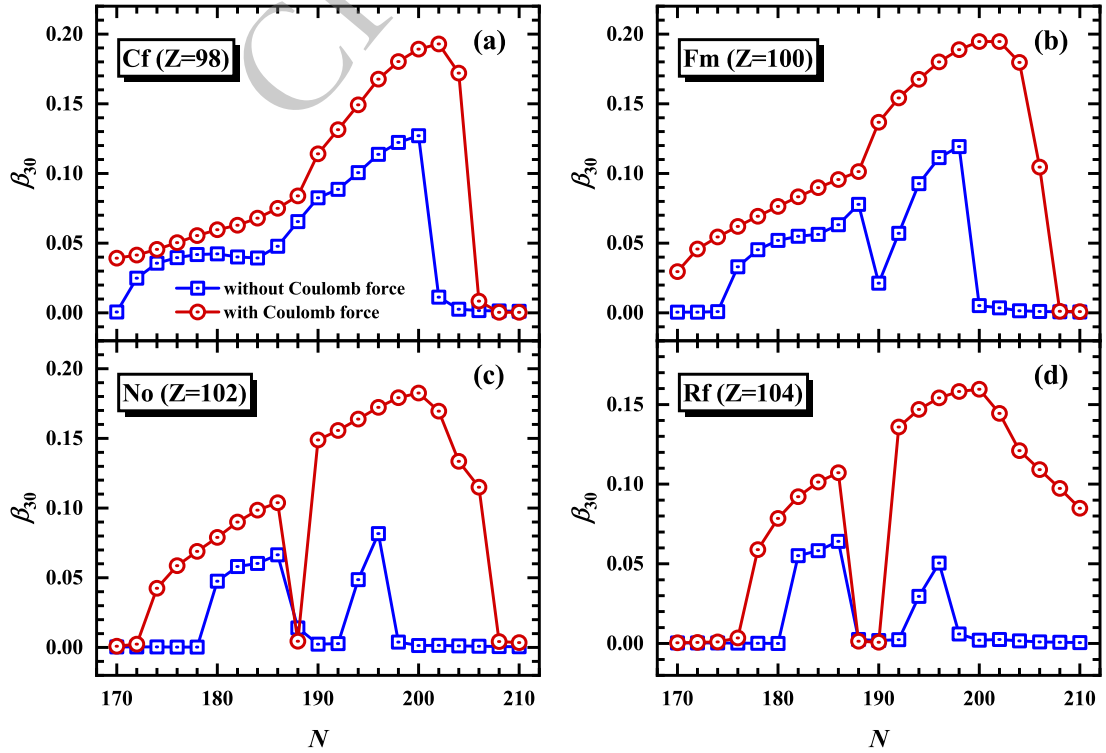 0.20
0.15
0.10
0.05
0.00
β30
Cf (Z=98)
(a)
without Coulomb force
with Coulomb force
0.20
0.15
0.10
0.05
0.00
β30
Fm (Z=100)
(b)
0.20
0.15
0.10
0.05
0.00
β30
No (Z=102)
(c)
170 180 190 200 210
N
0.15
0.10
0.05
0.00
β30
Rf (Z=104)
(d)
170 180 190 200 210
N